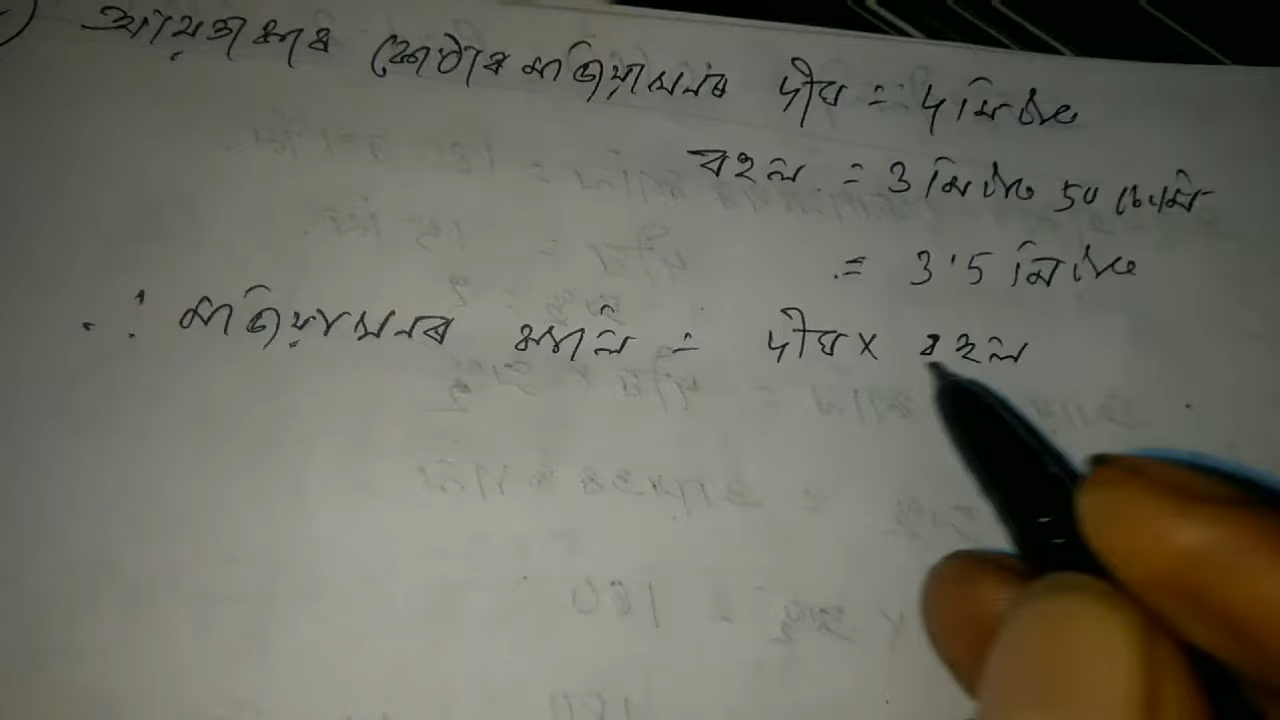 আয়তাকাৰ কোঠাৰ মজিয়াখনৰ দীঘ = 4 মিটাৰ
বহল = 3 মিটাৰ 50 চে.মি
= 3.5 মিটাৰ
∴ মজিয়াখনৰ কালি = দীঘ × বহল